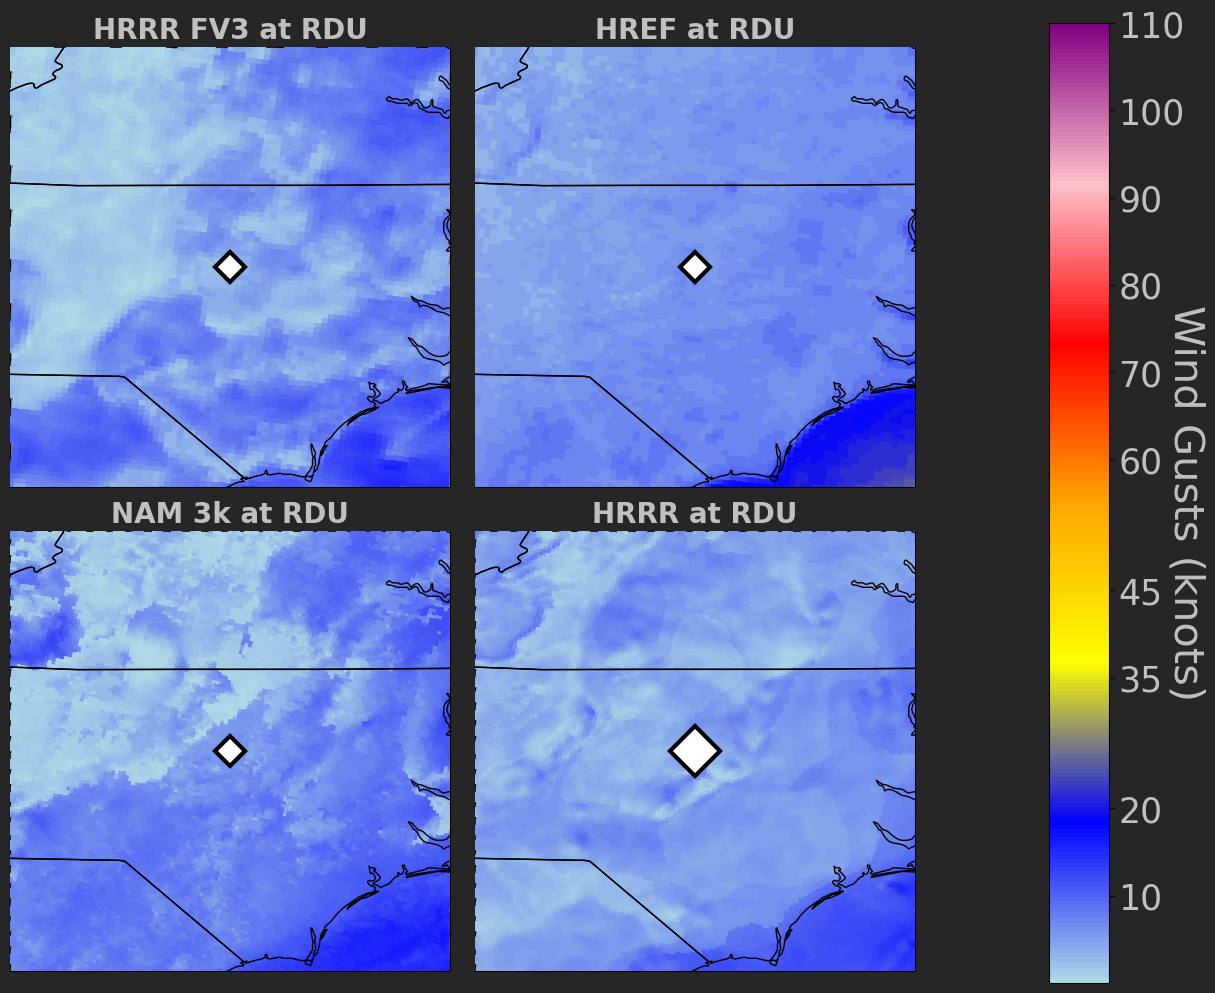 HRRR FV3 at RDU
HREF at RDU
NAM 3k at RDU
HRRR at RDU
110
100
90
80
70
60
45
35
20
10
Wind Gusts (knots)